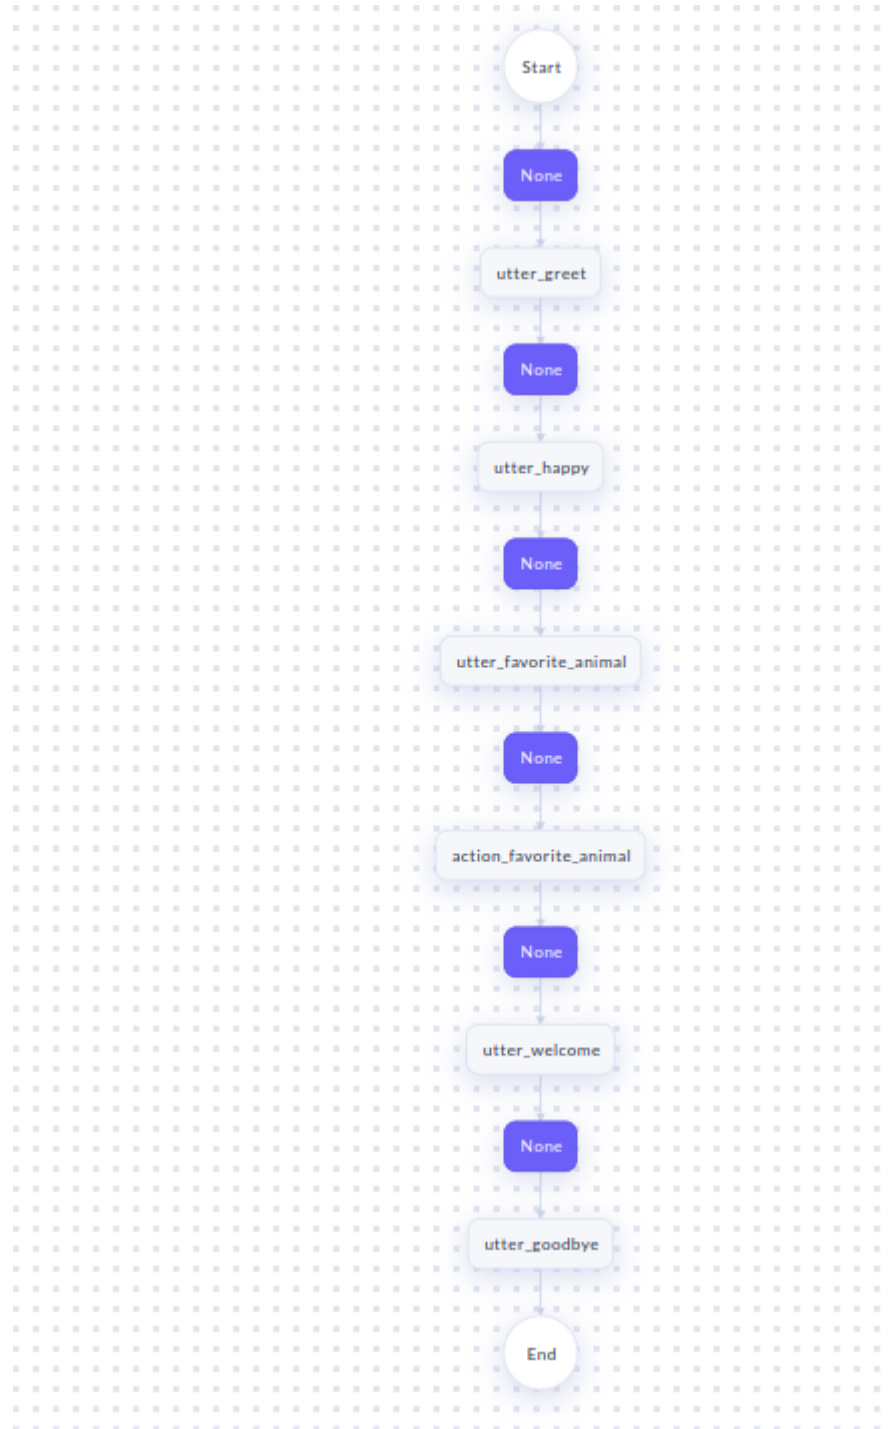 Start
None
utter_greet
None
utter_happy
None
utter_favorite_animal
None
action_favorite_animal
None
utter_welcome
None
utter_goodbye
End